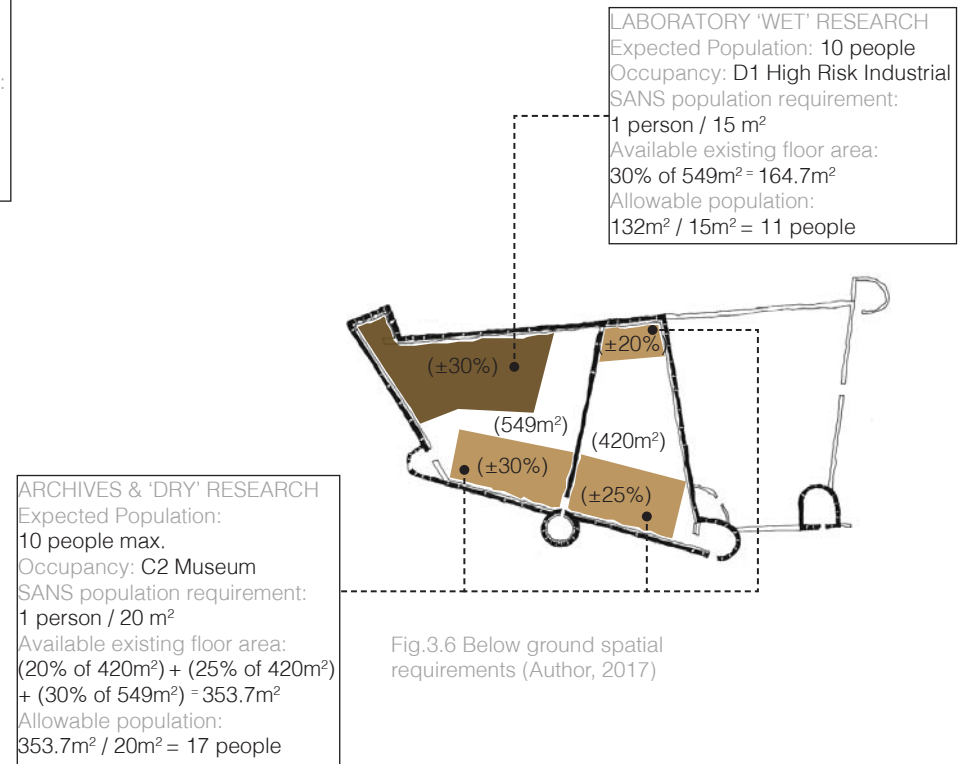 :
LABORATORY ‘WET’ RESEARCH
Expected Population: 10 people
Occupancy: D1 High Risk Industrial
SANS population requirement:
1 person / 15 m²
Available existing floor area:
30% of 549m² = 164.7m²
Allowable population:
132m² / 15m² = 11 people
(±20%)
(±30%)
(549m²)
(420m²)
(±30%)
(±25%)
ARCHIVES & ‘DRY’ RESEARCH
Expected Population:
10 people max.
Occupancy: C2 Museum
SANS population requirement:
1 person / 20 m²
Available existing floor area:
(20% of 420m²) + (25% of 420m²)
+ (30% of 549m²) = 353.7m²
Allowable population:
353.7m² / 20m² = 17 people
Fig.3.6 Below ground spatial
requirements (Author, 2017)